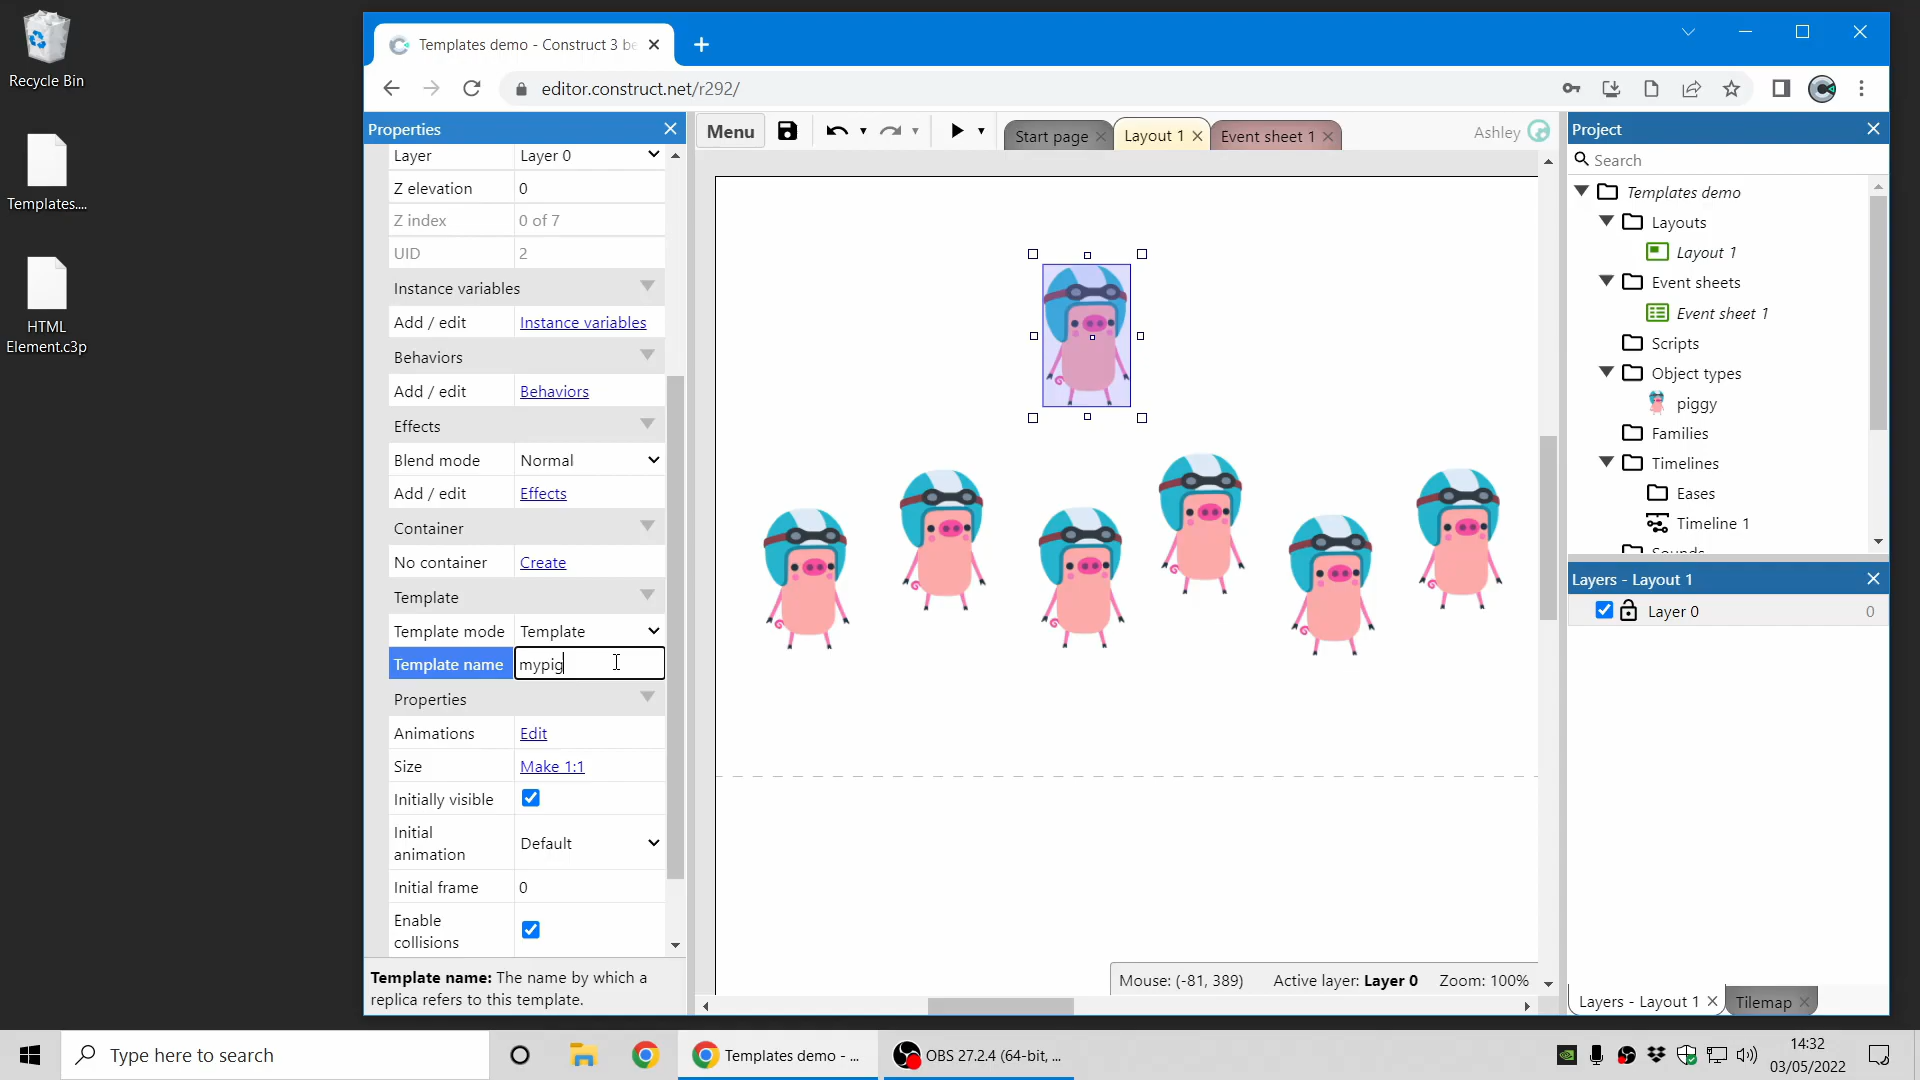 Recycle Bin
Templates....
HTML
Element.c3p
Templates demo - Construct 3 be
editor.construct.net/r292/
Properties
Layer
Layer 0
Z elevation
0
Z index
0 of 7
UID
2
Instance variables
Add / edit
Instance variables
Behaviors
Add / edit
Behaviors
Effects
Blend mode
Normal
Add / edit
Effects
Container
No container
Create
Template
Template mode
Template
Template name
mypig
Properties
Animations
Edit
Size
Make 1:1
Initially visible
Initial
animation
Default
Initial frame
0
Enable
collisions
Template name: The name by which a
replica refers to this template.
Menu
Start page
Layout 1
Event sheet 1
Ashley
Mouse: (-81, 389)
Active layer: Layer 0
Zoom: 100%
Project
Search
Templates demo
Layouts
Layout 1
Event sheets
Event sheet 1
Scripts
Object types
piggy
Families
Timelines
Eases
Timeline 1
Sounds
Layers - Layout 1
Layer 0
0
Layers - Layout 1
Tilemap
Type here to search
Templates demo - ...
OBS 27.2.4 (64-bit, ...
14:32
03/05/2022